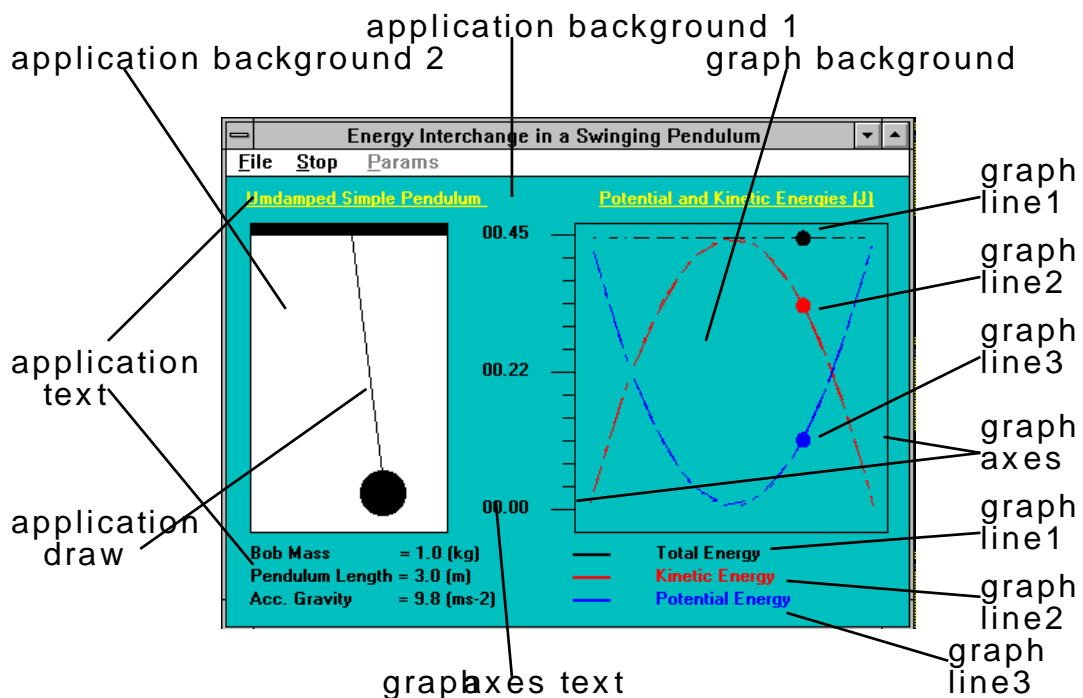 application background 1
application background 2
graph background
Energy Interchange in a Swinging Pendulum
File Stop Params
Umdamped Simple Pendulum
Potential and Kinetic Energies (J)
graph
line1
00.45
graph
line2
graph
line3
application
text
00.22
graph
axes
application
draw
00.00
graph
line1
Bob Mass = 1.0 (kg)
Pendulum Length = 3.0 (m)
Acc. Gravity = 9.8 (ms-2)
Total Energy
Kinetic Energy
Potential Energy
graph
line2
graph
line3
graph axes text